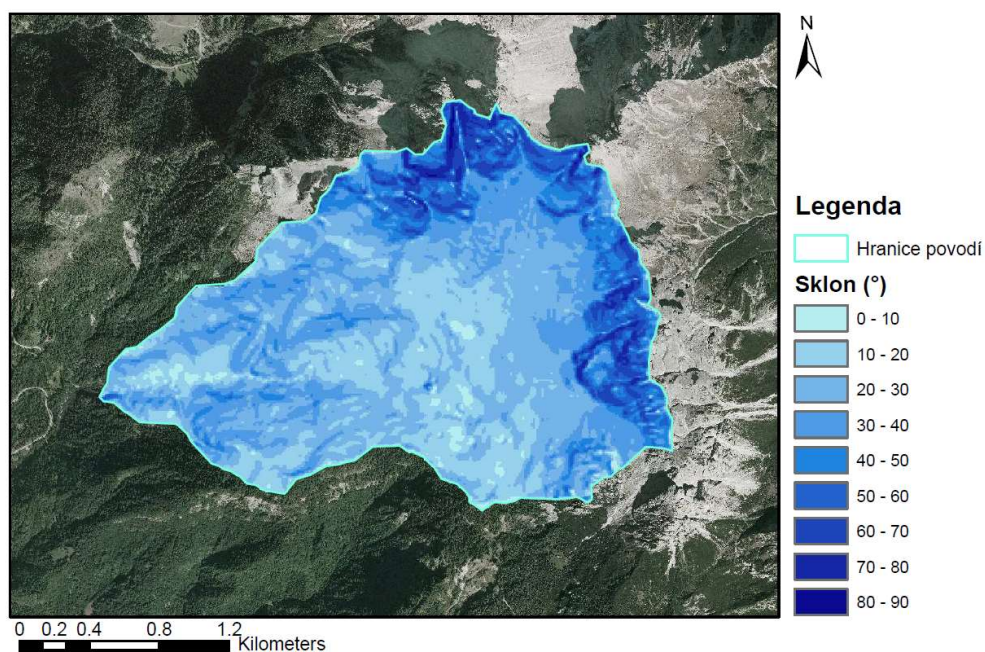 N
Legenda
Hranice povodí
Sklon (°)
0 - 10
10 - 20
20 - 30
30 - 40
40 - 50
50 - 60
60 - 70
70 - 80
80 - 90
0 0.2 0.4 0.8 1.2
Kilometers